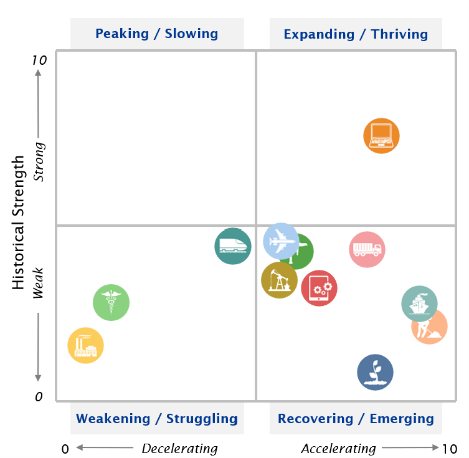 Peaking / Slowing
Expanding / Thriving
10
Historical Strength
Strong
Weak
0
Weakening / Struggling
Recovering / Emerging
0
Decelerating
Accelerating
10